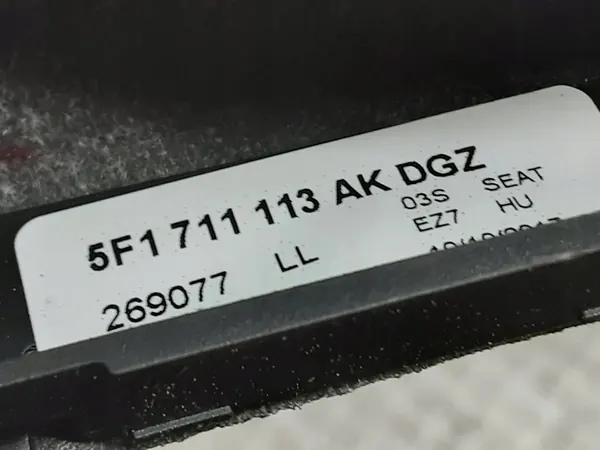 5F1 711 113 AK DGZ
269077 LL 03S SEAT
EZ7 HU